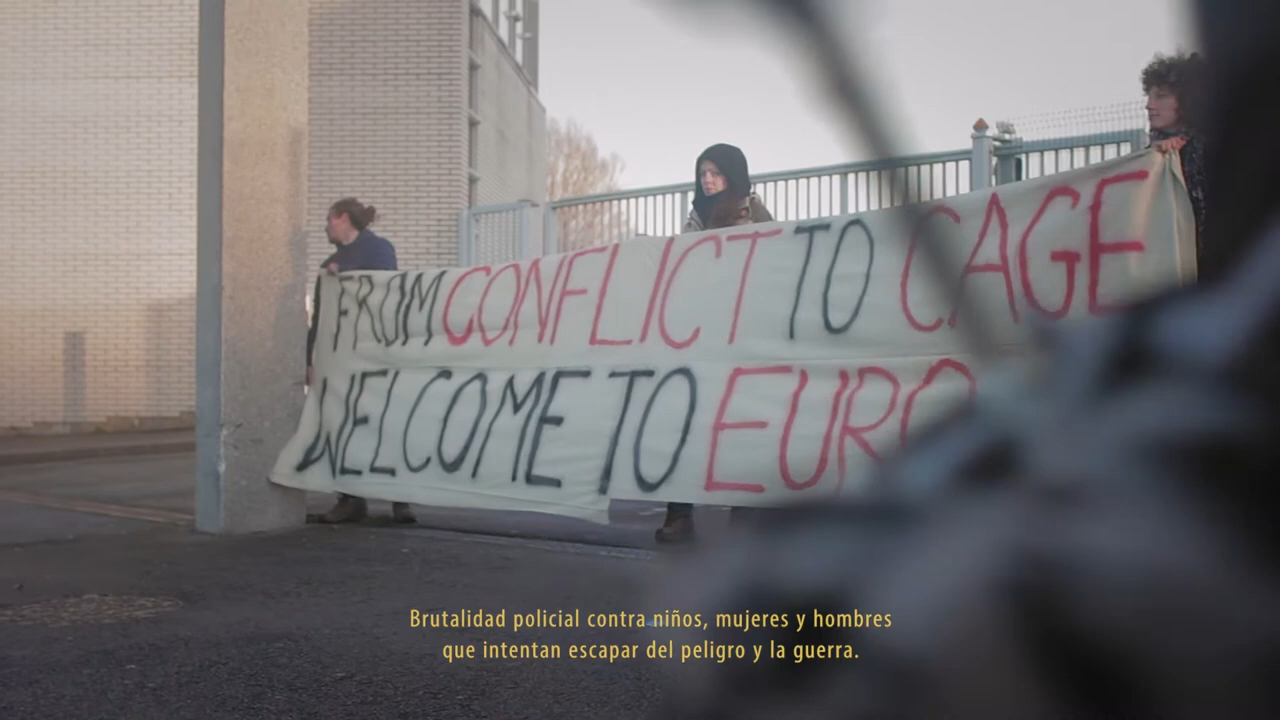 FROM CONFLICT TO CAGE
WELCOME TO EURO
Brutalidad policial contra niños, mujeres y hombres
que intentan escapar del peligro y la guerra.